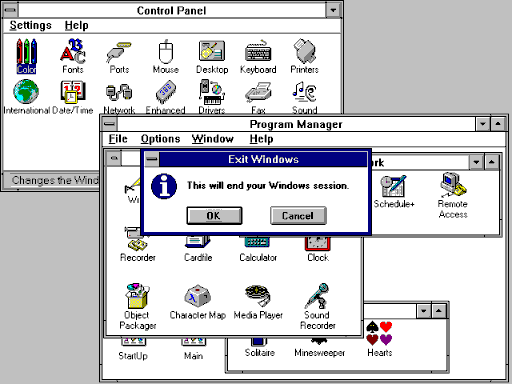 Control Panel
Settings Help
Color Fonts Ports Mouse Desktop Keyboard Printers
International Date/Time Network Enhanced Drivers Fax Sound
Changes the Wind
Program Manager
File Options Window Help
Exit Windows
This will end your Windows session.
OK Cancel
Schedule+ Remote Access
Recorder Cardfile Calculator Clock
Object Packager Character Map Media Player Sound Recorder
StartUp Main Solitaire Minesweeper Hearts